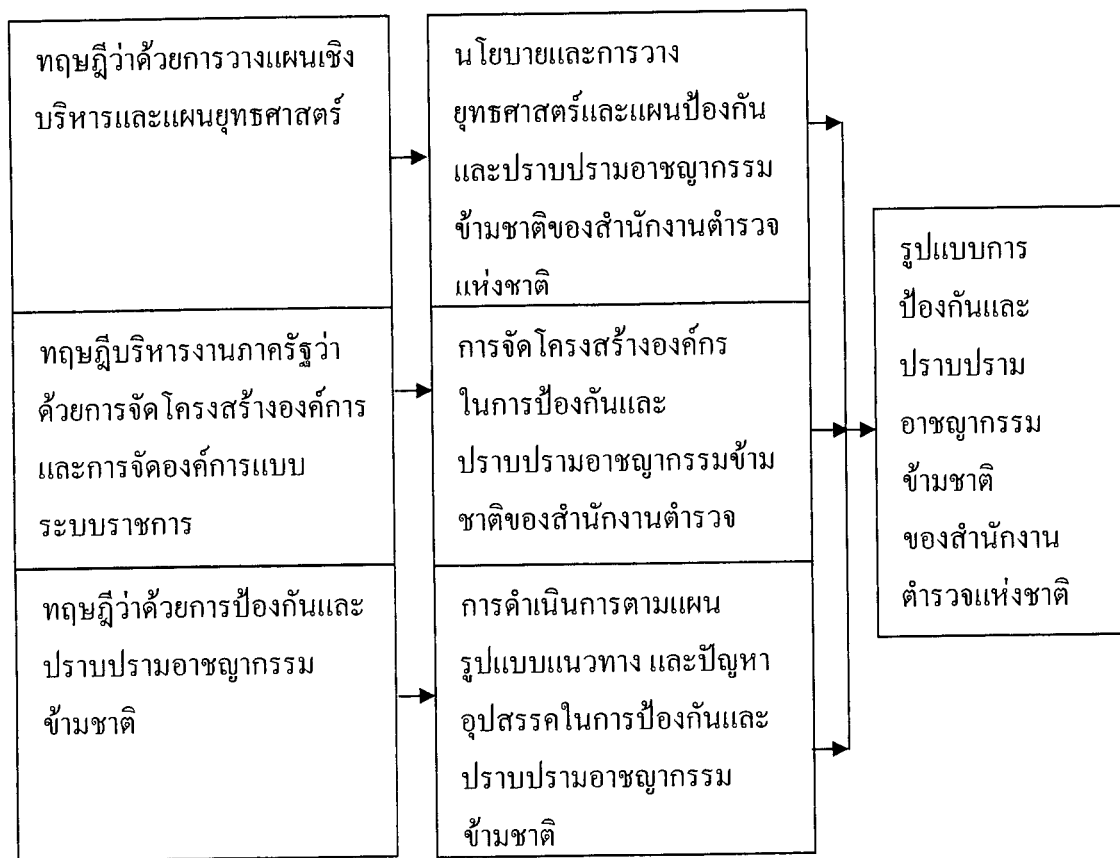 ทฤษฎีว่าด้วยการวางแผนเชิง
บริหารและแผนยุทธศาสตร์
นโยบายและการวาง
ยุทธศาสตร์และแผนป้องกัน
และปราบปรามอาชญากรรม
ข้ามชาติของสำนักงานตำรวจ
แห่งชาติ
ทฤษฎีบริหารงานภาครัฐว่า
ด้วยการจัดโครงสร้างองค์การ
และการจัดองค์การแบบ
ระบบราชการ
การจัดโครงสร้างองค์กร
ในการป้องกันและ
ปราบปรามอาชญากรรมข้าม
ชาติของสำนักงานตำรวจ
ทฤษฎีว่าด้วยการป้องกันและ
ปราบปรามอาชญากรรม
ข้ามชาติ
การดำเนินการตามแผน
รูปแบบแนวทาง และปัญหา
อุปสรรคในการป้องกันและ
ปราบปรามอาชญากรรม
ข้ามชาติ
รูปแบบการ
ป้องกันและ
ปราบปราม
อาชญากรรม
ข้ามชาติ
ของสำนักงาน
ตำรวจแห่งชาติ